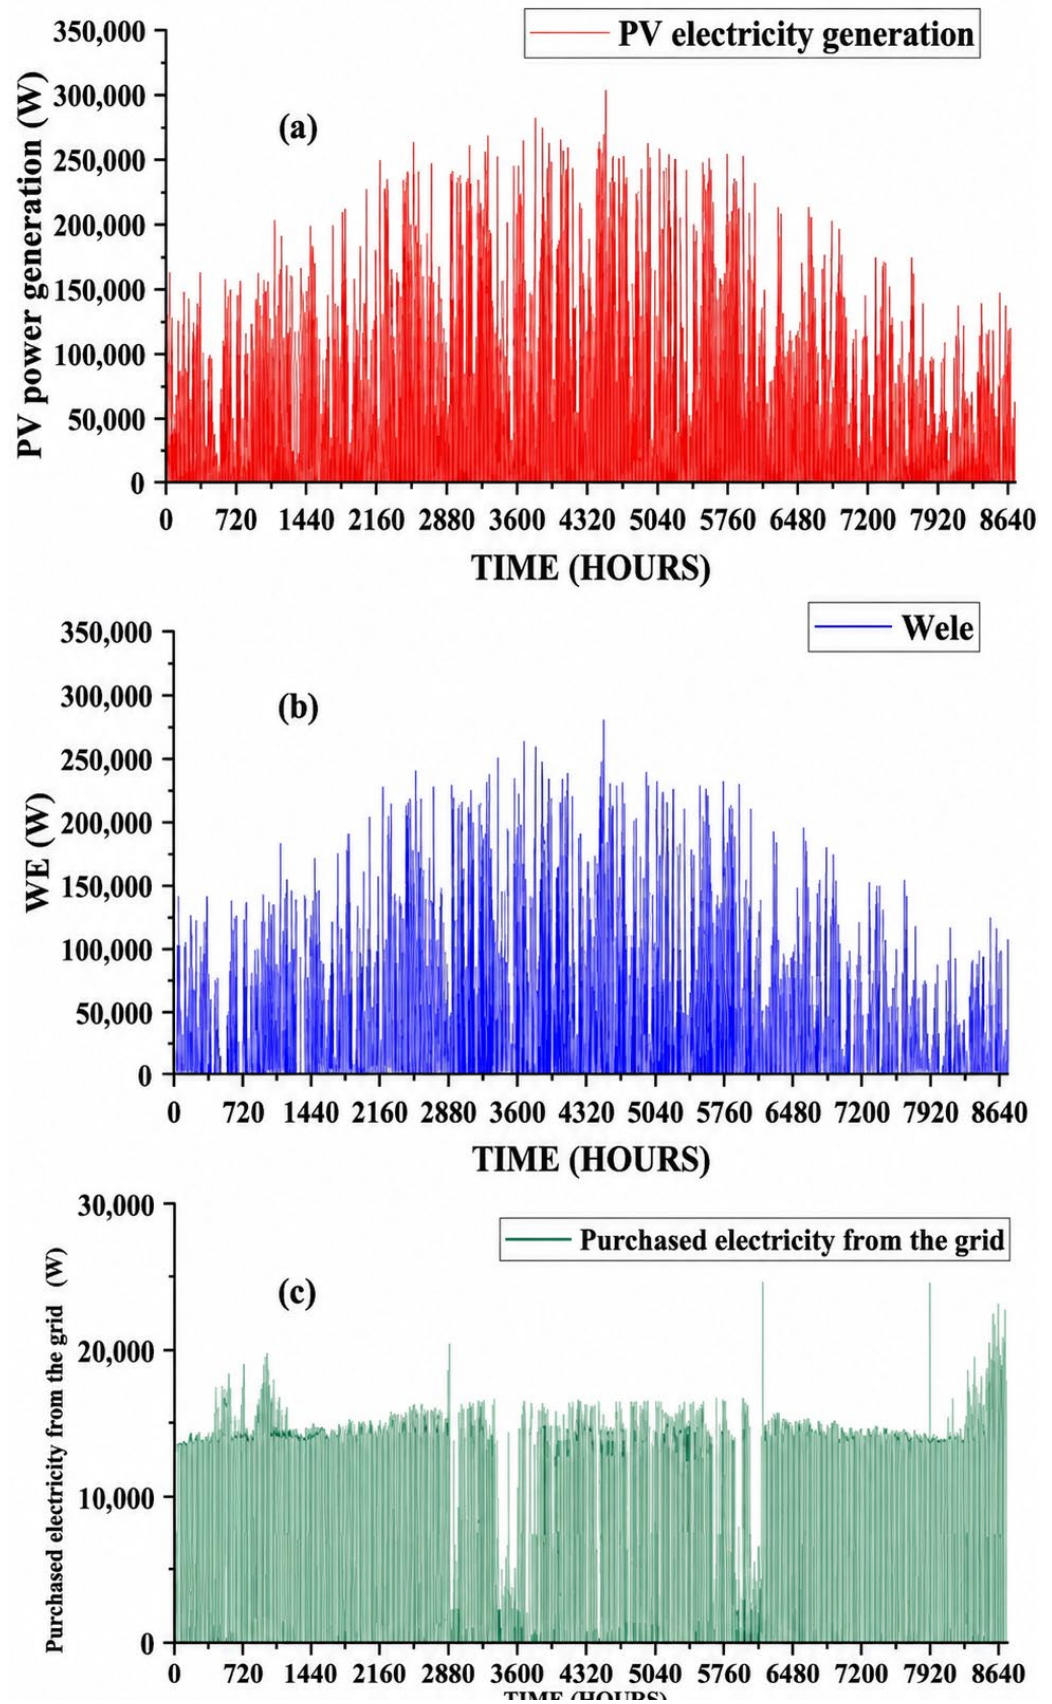 350,000
PV electricity generation
300,000
(a)
250,000
200,000
150,000
100,000
50,000
0
PV power generation (W)
0 720 1440 2160 2880 3600 4320 5040 5760 6480 7200 7920 8640
TIME (HOURS)
350,000
Wele
300,000
(b)
250,000
200,000
150,000
100,000
50,000
0
WE (W)
0 720 1440 2160 2880 3600 4320 5040 5760 6480 7200 7920 8640
TIME (HOURS)
30,000
Purchased electricity from the grid
(c)
20,000
10,000
0
Purchased electricity from the grid (W)
0 720 1440 2160 2880 3600 4320 5040 5760 6480 7200 7920 8640
TIME (HOURS)